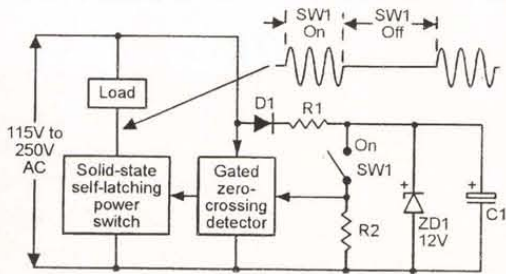 SW1
On
SW1
Off
Load
D1
R1
115V to
250V
AC
Solid-state
self-latching
power
switch
Gated
zero-
crossing
detector
On
SW1
R2
+
ZD1
12V
+
C1